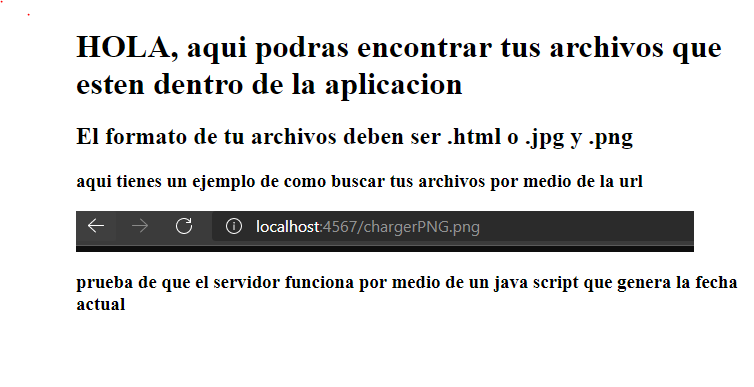 HOLA, aqui podras encontrar tus archivos que
esten dentro de la aplicacion
El formato de tu archivos deben ser .html o .jpg y .png
aqui tienes un ejemplo de como buscar tus archivos por medio de la url
localhost:4567/chargerPNG.png
prueba de que el servidor funciona por medio de un java script que genera la fecha
actual